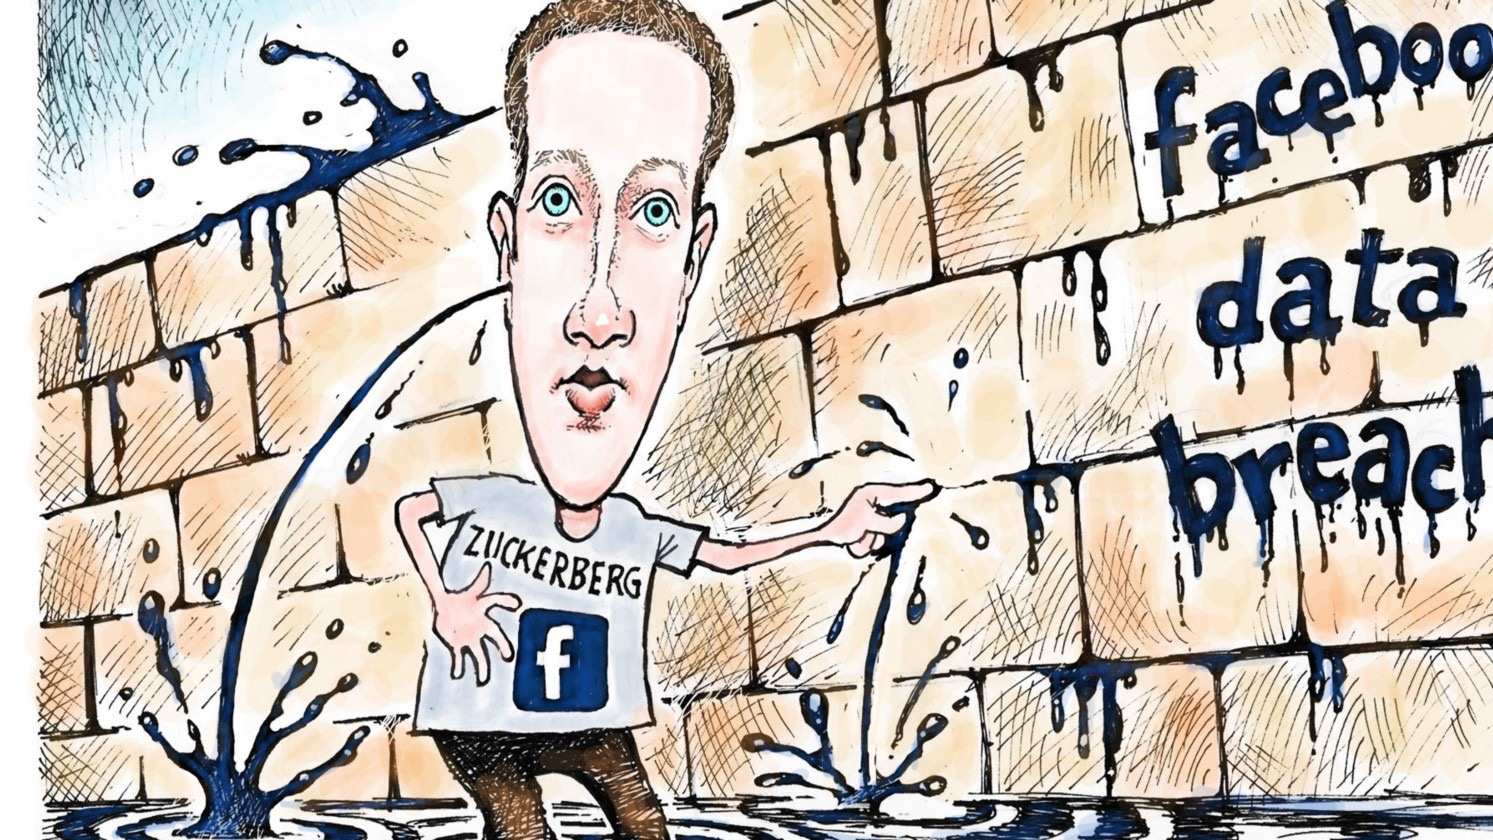 faceboo
data
breach
ZUCKERBERG
f